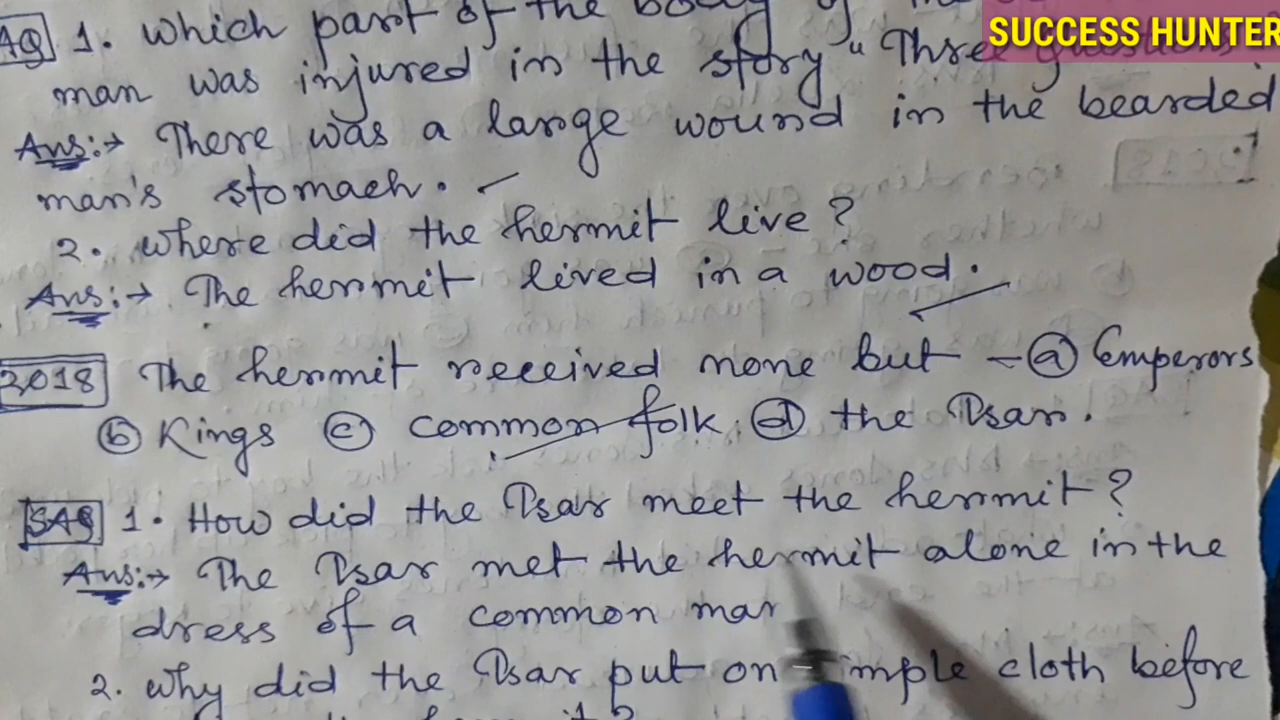 SUCCESS HUNTER
AQ 1. Which part of the body of the
man was injured in the story "Three
Ans:→ There was a large wound in the bearded
man's stomach.
2. where did the hermit live?
Ans:→ The hermit lived in a wood.
2018 The hermit received none but - (a) Emperors
(b) Kings (c) common folk (d) the Tsar.
SAQ 1. How did the Tsar meet the hermit?
Ans:→ The Tsar met the hermit alone in the
dress of a common man
2. why did the Tsar put on simple cloth before